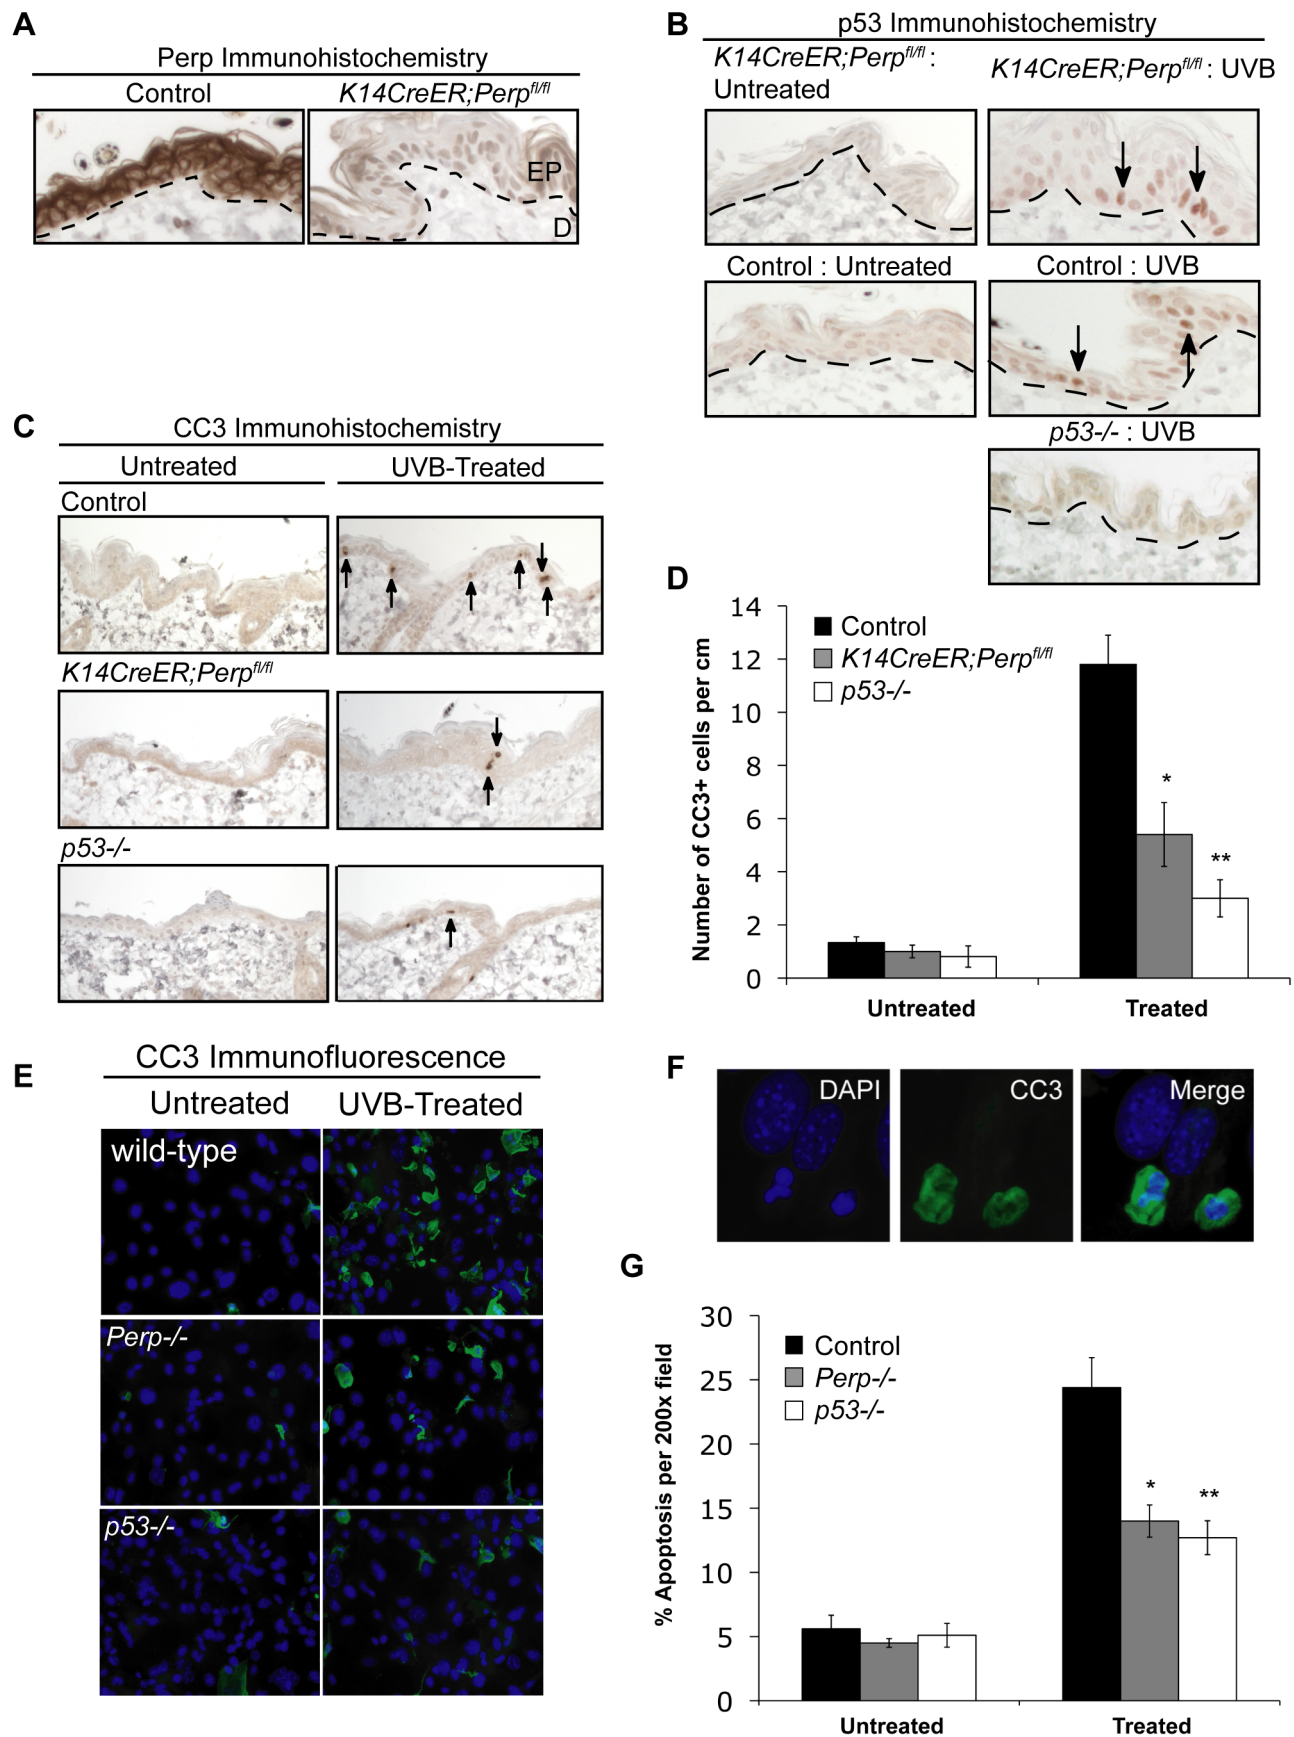 A
Perp Immunohistochemistry
Control
K14CreER;Perpfl/fl
EP
D
B
p53 Immunohistochemistry
K14CreER;Perpfl/fl :
Untreated
K14CreER;Perpfl/fl : UVB
Control : Untreated
Control : UVB
p53-/- : UVB
C
CC3 Immunohistochemistry
Untreated
UVB-Treated
Control
K14CreER;Perpfl/fl
p53-/-
D
Number of CC3+ cells per cm
14
12
10
8
6
4
2
0
Control
K14CreER;Perpfl/fl
p53-/-
*
**
Untreated
Treated
E
CC3 Immunofluorescence
Untreated
UVB-Treated
wild-type
Perp-/-
p53-/-
F
DAPI
CC3
Merge
G
% Apoptosis per 200x field
30
25
20
15
10
5
0
Control
Perp-/-
p53-/-
*
**
Untreated
Treated